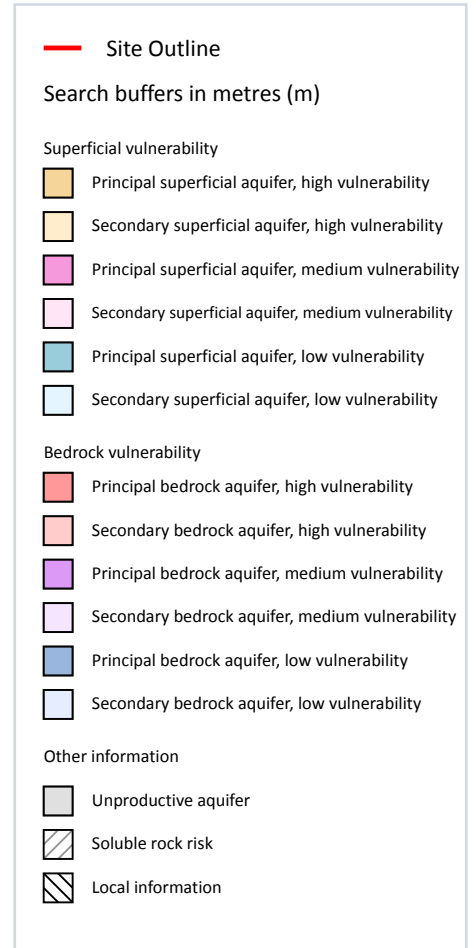 Site Outline
Search buffers in metres (m)
Superficial vulnerability
Principal superficial aquifer, high vulnerability
Secondary superficial aquifer, high vulnerability
Principal superficial aquifer, medium vulnerability
Secondary superficial aquifer, medium vulnerability
Principal superficial aquifer, low vulnerability
Secondary superficial aquifer, low vulnerability
Bedrock vulnerability
Principal bedrock aquifer, high vulnerability
Secondary bedrock aquifer, high vulnerability
Principal bedrock aquifer, medium vulnerability
Secondary bedrock aquifer, medium vulnerability
Principal bedrock aquifer, low vulnerability
Secondary bedrock aquifer, low vulnerability
Other information
Unproductive aquifer
Soluble rock risk
Local information